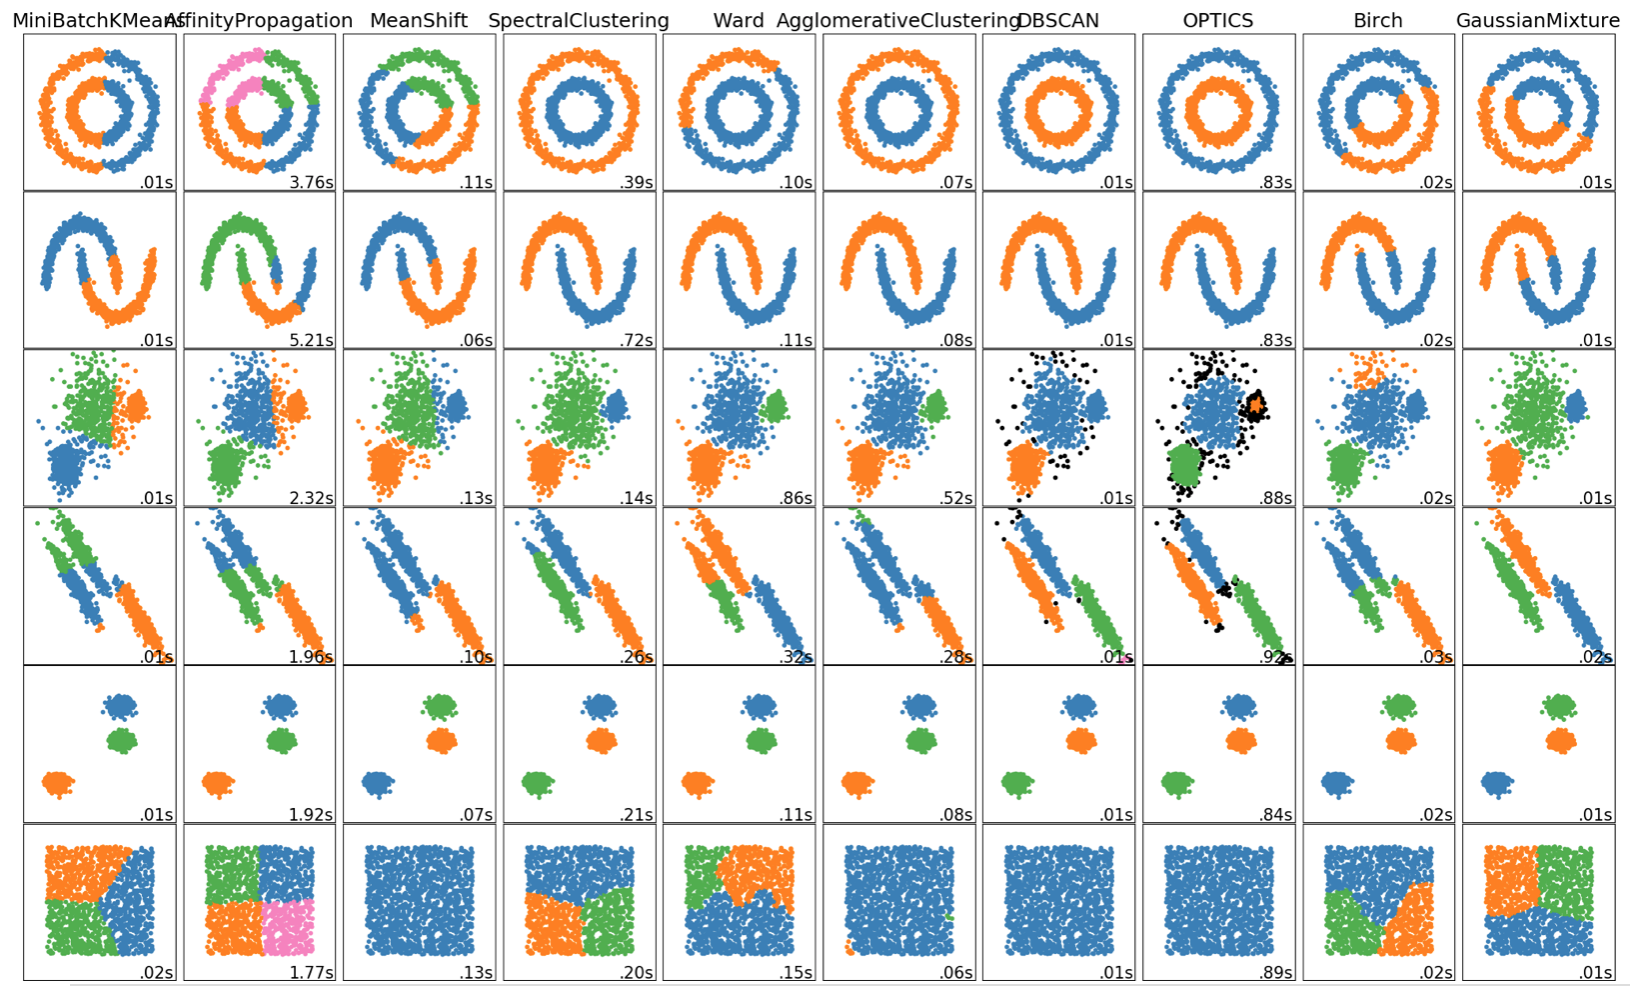 MiniBatchKMeans AffinityPropagation MeanShift SpectralClustering Ward AgglomerativeClustering DBSCAN OPTICS Birch GaussianMixture
.01s 3.76s .11s .39s .10s .07s .01s .83s .02s .01s
.01s 5.21s .06s .72s .11s .08s .01s .83s .02s .01s
.01s 2.32s .13s .14s .86s .52s .01s .88s .02s .01s
.01s 1.96s .10s .26s .32s .28s .01s .92s .03s .02s
.01s 1.92s .07s .21s .11s .08s .01s .84s .02s .01s
.02s 1.77s .13s .20s .15s .06s .01s .89s .02s .01s